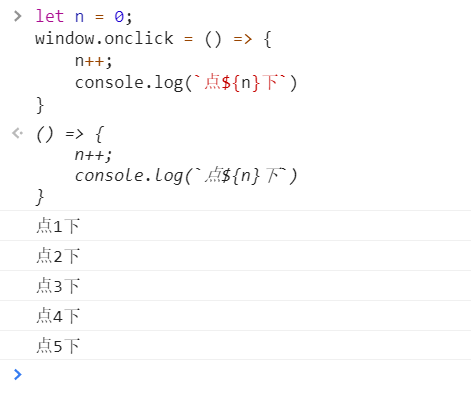 let n = 0;
window.onclick = () => {
    n++;
    console.log(`点${n}下`)
}
() => {
    n++;
    console.log(`点${n}下`)
}
点1下
点2下
点3下
点4下
点5下